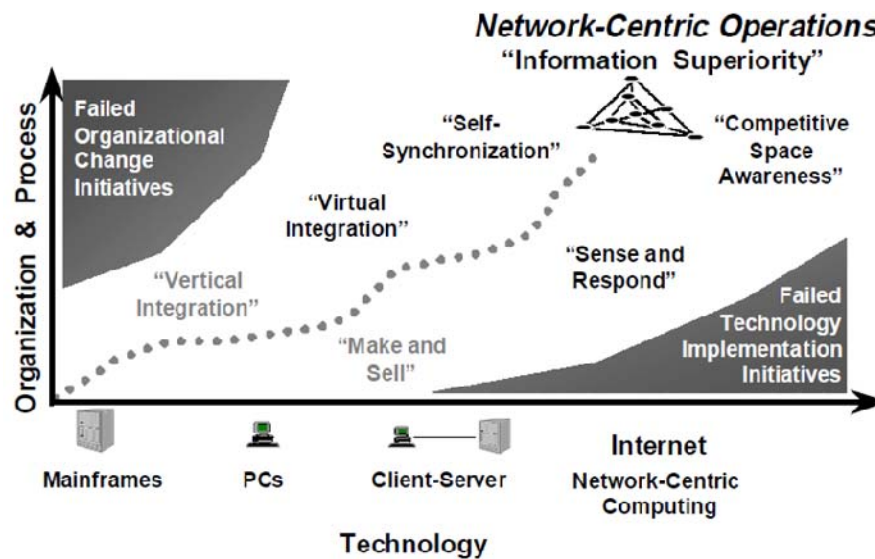 Network-Centric Operations
“Information Superiority”
Failed
Organizational
Change
Initiatives
“Self-
Synchronization”
“Competitive
Space
Awareness”
“Virtual
Integration”
“Vertical
Integration”
“Sense and
Respond”
“Make and
Sell”
Failed
Technology
Implementation
Initiatives
Organization & Process
Mainframes
PCs
Client-Server
Internet
Network-Centric
Computing
Technology